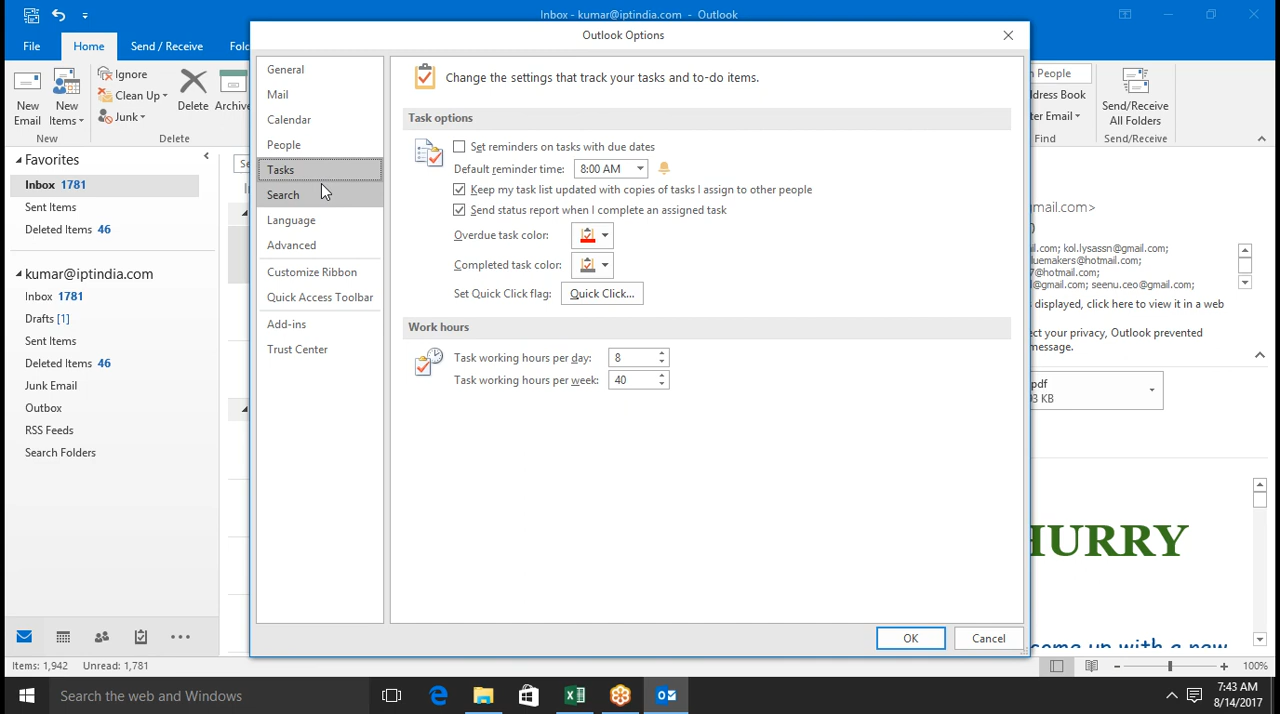 Inbox - kumar@iptindia.com - Outlook
File
Home
Send / Receive
Fol
New Email
New Items
Ignore
Clean Up
Junk
Delete
Archive
New
Delete
n People
ddress Book
er Email
Find
Send/Receive All Folders
Send/Receive
Favorites
Inbox 1781
Sent Items
Deleted Items 46
kumar@iptindia.com
Inbox 1781
Drafts [1]
Sent Items
Deleted Items 46
Junk Email
Outbox
RSS Feeds
Search Folders
Outlook Options
General
Mail
Calendar
People
Tasks
Search
Language
Advanced
Customize Ribbon
Quick Access Toolbar
Add-ins
Trust Center
Change the settings that track your tasks and to-do items.
Task options
Set reminders on tasks with due dates
Default reminder time: 8:00 AM
Keep my task list updated with copies of tasks I assign to other people
Send status report when I complete an assigned task
Overdue task color:
Completed task color:
Set Quick Click flag: Quick Click...
Work hours
Task working hours per day: 8
Task working hours per week: 40
OK
Cancel
mail.com>
il.com; kol.lysassn@gmail.com;
luemakers@hotmail.com;
7@hotmail.com;
l@gmail.com; seenu.ceo@gmail.com;
s displayed, click here to view it in a web
ect your privacy, Outlook prevented
message.
pdf
3 KB
HURRY
come up with a new
Items: 1,942 Unread: 1,781
100%
Search the web and Windows
7:43 AM
8/14/2017